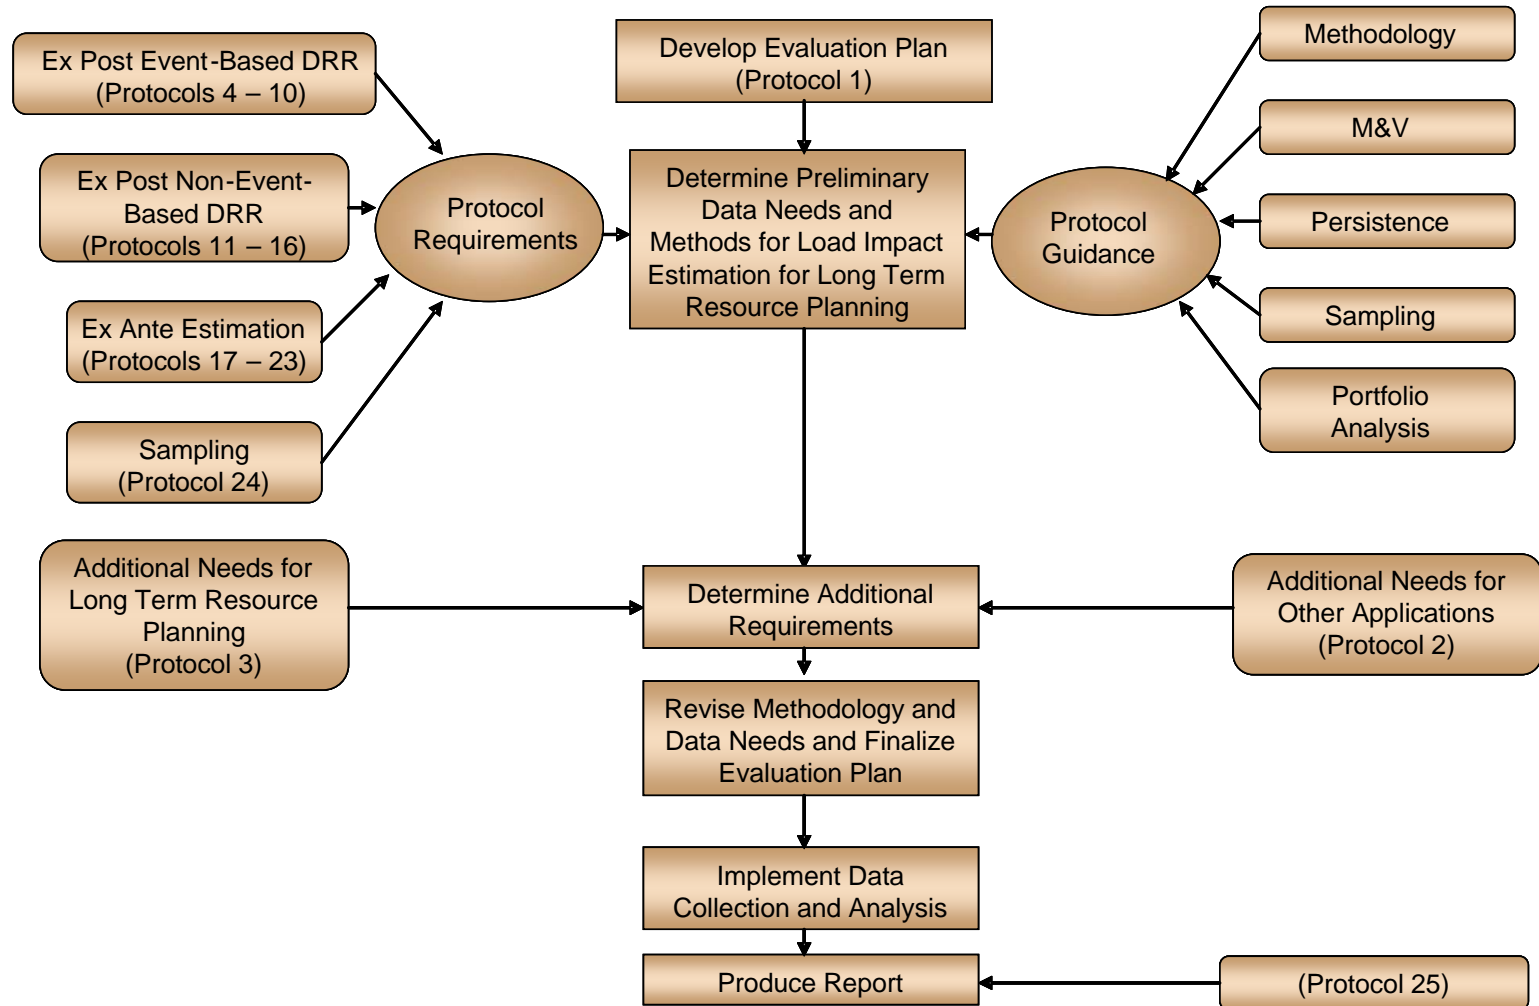 Ex Post Event-Based DRR
(Protocols 4 – 10)
Develop Evaluation Plan
(Protocol 1)
Methodology
M&V
Ex Post Non-Event-
Based DRR
(Protocols 11 – 16)
Protocol
Requirements
Determine Preliminary
Data Needs and
Methods for Load Impact
Estimation for Long Term
Resource Planning
Protocol
Guidance
Persistence
Ex Ante Estimation
(Protocols 17 – 23)
Sampling
Sampling
(Protocol 24)
Portfolio
Analysis
Additional Needs for
Long Term Resource
Planning
(Protocol 3)
Determine Additional
Requirements
Additional Needs for
Other Applications
(Protocol 2)
Revise Methodology and
Data Needs and Finalize
Evaluation Plan
Implement Data
Collection and Analysis
Produce Report
(Protocol 25)